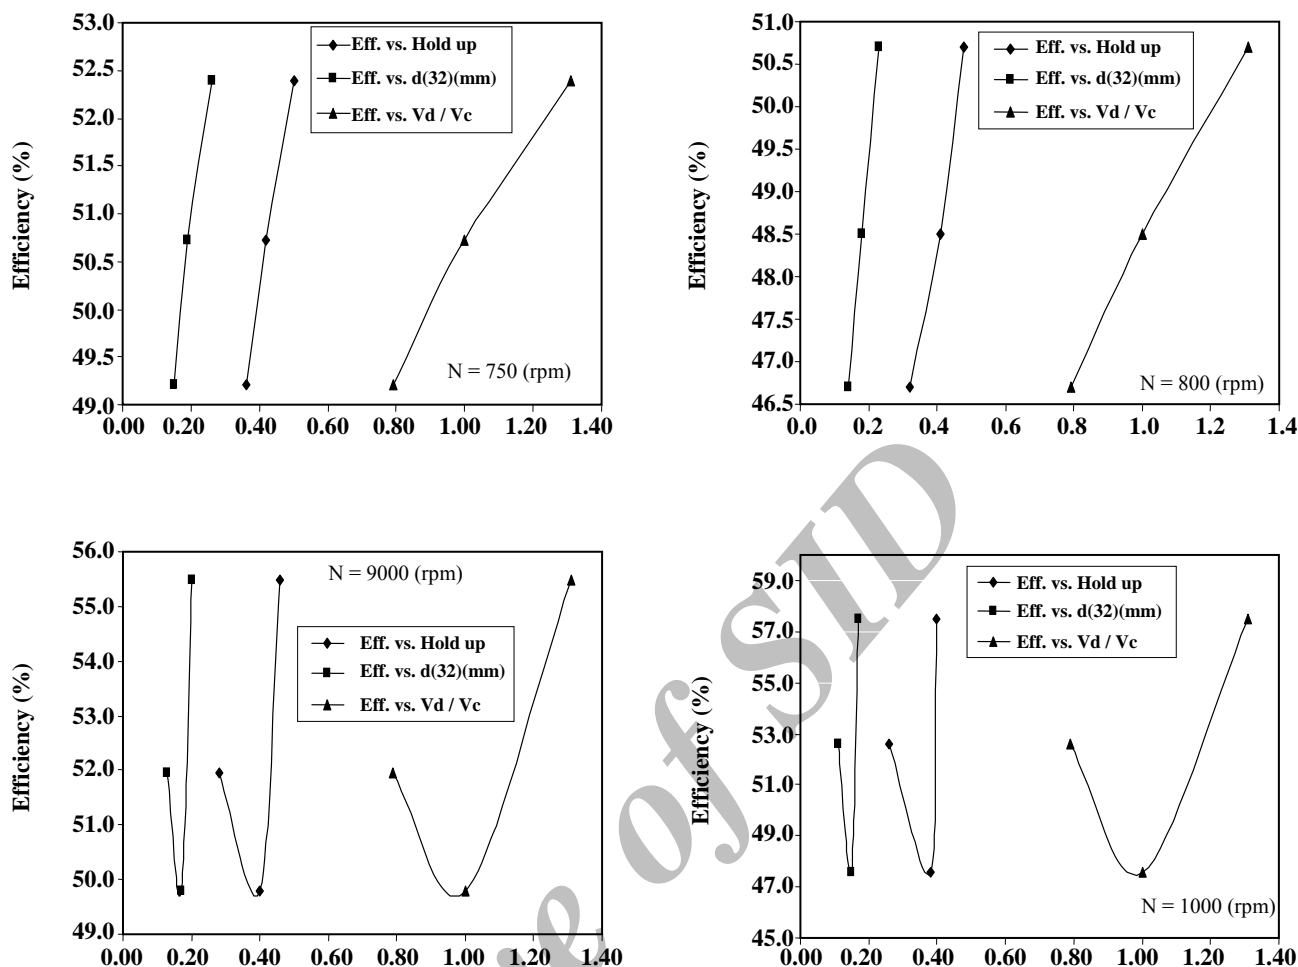 53.0
52.5
52.0
51.5
51.0
50.5
50.0
49.5
49.0
0.00 0.20 0.40 0.60 0.80 1.00 1.20 1.40
Efficiency (%)
Eff. vs. Hold up
Eff. vs. d(32)(mm)
Eff. vs. Vd / Vc
N = 750 (rpm)
51.0
50.5
50.0
49.5
49.0
48.5
48.0
47.5
47.0
46.5
0.0 0.2 0.4 0.6 0.8 1.0 1.2 1.4
Efficiency (%)
Eff. vs. Hold up
Eff. vs. d(32)(mm)
Eff. vs. Vd / Vc
N = 800 (rpm)
56.0
55.0
54.0
53.0
52.0
51.0
50.0
49.0
0.00 0.20 0.40 0.60 0.80 1.00 1.20 1.40
Efficiency (%)
N = 9000 (rpm)
Eff. vs. Hold up
Eff. vs. d(32)(mm)
Eff. vs. Vd / Vc
59.0
57.0
55.0
53.0
51.0
49.0
47.0
45.0
0.00 0.20 0.40 0.60 0.80 1.00 1.20 1.40
Efficiency (%)
Eff. vs. Hold up
Eff. vs. d(32)(mm)
Eff. vs. Vd / Vc
N = 1000 (rpm)
of SID